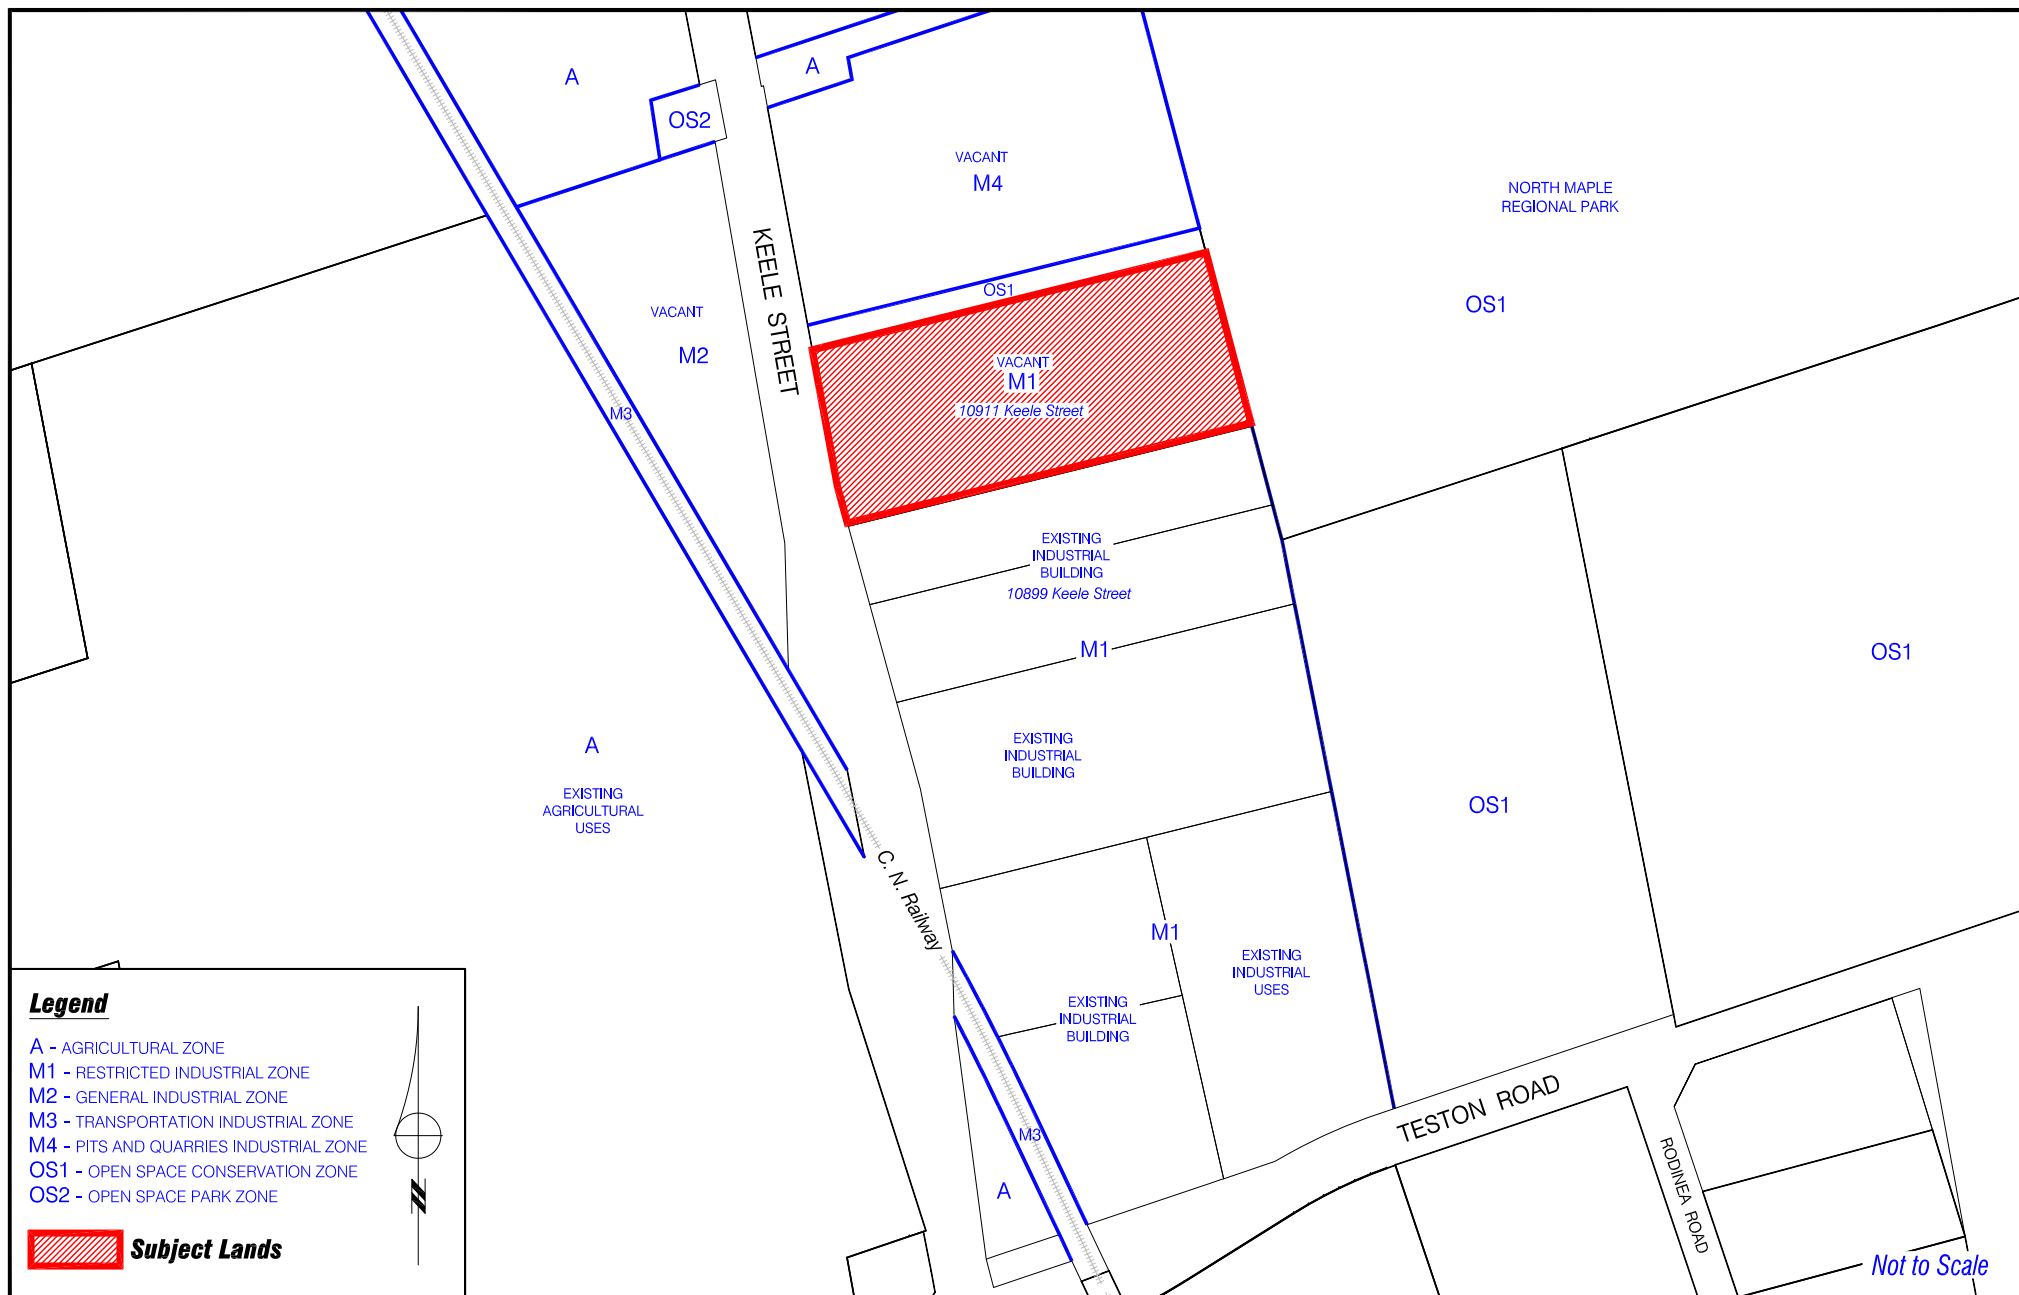 A
A
OS2
VACANT
M4
NORTH MAPLE
REGIONAL PARK
KEELE STREET
OS1
OS1
VACANT
M2
VACANT
M1
10911 Keele Street
M3
EXISTING
INDUSTRIAL
BUILDING
10899 Keele Street
M1
OS1
A
EXISTING
AGRICULTURAL
USES
EXISTING
INDUSTRIAL
BUILDING
OS1
C. N. Railway
M1
EXISTING
INDUSTRIAL
USES
EXISTING
INDUSTRIAL
BUILDING
M3
A
TESTON ROAD
RODINEA ROAD
Legend
A - AGRICULTURAL ZONE
M1 - RESTRICTED INDUSTRIAL ZONE
M2 - GENERAL INDUSTRIAL ZONE
M3 - TRANSPORTATION INDUSTRIAL ZONE
M4 - PITS AND QUARRIES INDUSTRIAL ZONE
OS1 - OPEN SPACE CONSERVATION ZONE
OS2 - OPEN SPACE PARK ZONE
N
Subject Lands
Not to Scale